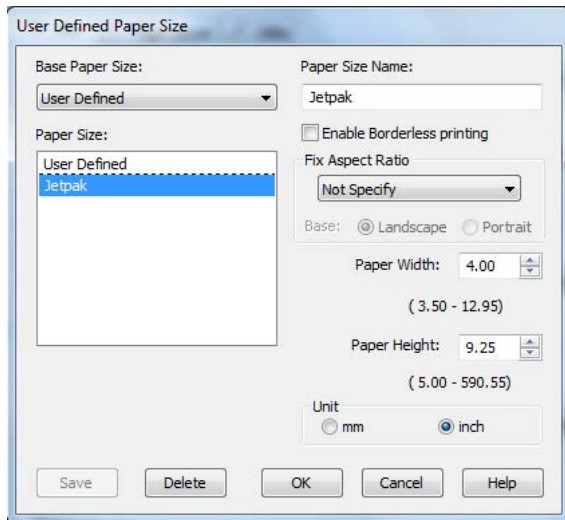 User Defined Paper Size
Base Paper Size:
User Defined
Paper Size:
User Defined
Jetpak
Paper Size Name:
Jetpak
Enable Borderless printing
Fix Aspect Ratio
Not Specify
Base: Landscape Portrait
Paper Width: 4.00
( 3.50 - 12.95)
Paper Height: 9.25
( 5.00 - 590.55)
Unit
mm inch
Save Delete OK Cancel Help